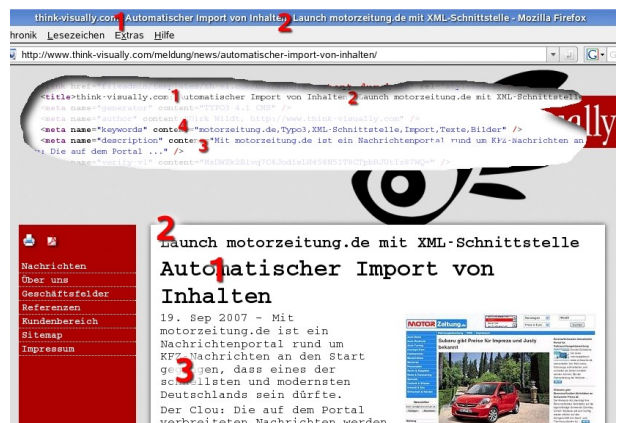 think-visually.com: Automatischer Import von Inhalten, Launch motorzeitung.de mit XML-Schnittstelle - Mozilla Firefox
1 2
hronik Lesezeichen Extras Hilfe
http://www.think-visually.com/meldung/news/automatischer-import-von-inhalten/
<title>think-visually.com: Automatischer Import von Inhalten, Launch motorzeitung.de mit XML-Schnittstelle
1 2
<meta name="generator" content="TYPO3 4.1 CMS" />
<meta name="author" content="Think Wildt, http://www.think-visually.com" />
<meta name="keywords" content="motorzeitung.de,Typo3,XML-Schnittstelle,Import,Texte,Bilder" />
4
<meta name="description" content="Mit motorzeitung.de ist ein Nachrichtenportal rund um KFZ-Nachrichten an
: Die auf dem Portal ..." />
3
ally
2
Launch motorzeitung.de mit XML-Schnittstelle
Nachrichten
Über uns
Geschäftsfelder
Referenzen
Kundenbereich
Sitemap
Impressum
1
Automatischer Import von
Inhalten
19. Sep 2007 - Mit
motorzeitung.de ist ein
Nachrichtenportal rund um
KFZ-Nachrichten an den Start
gegangen, dass eines der
3
schnellsten und modernsten
Deutschlands sein dürfte.
Der Clou: Die auf dem Portal
verbreiteten Nachrichten werden
MOTOR Zeitung.de
Subaru gibt Preise für Impreza und Justy
bekannt